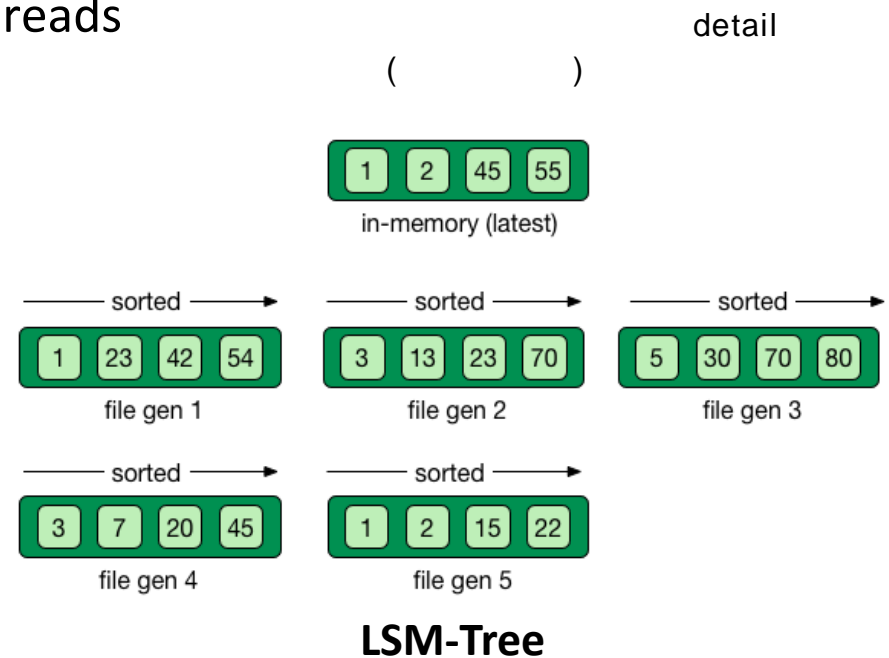 reads
detail
( )
1 2 45 55
in-memory (latest)
sorted sorted sorted
1 23 42 54 3 13 23 70 5 30 70 80
file gen 1 file gen 2 file gen 3
sorted sorted
3 7 20 45 1 2 15 22
file gen 4 file gen 5
LSM-Tree